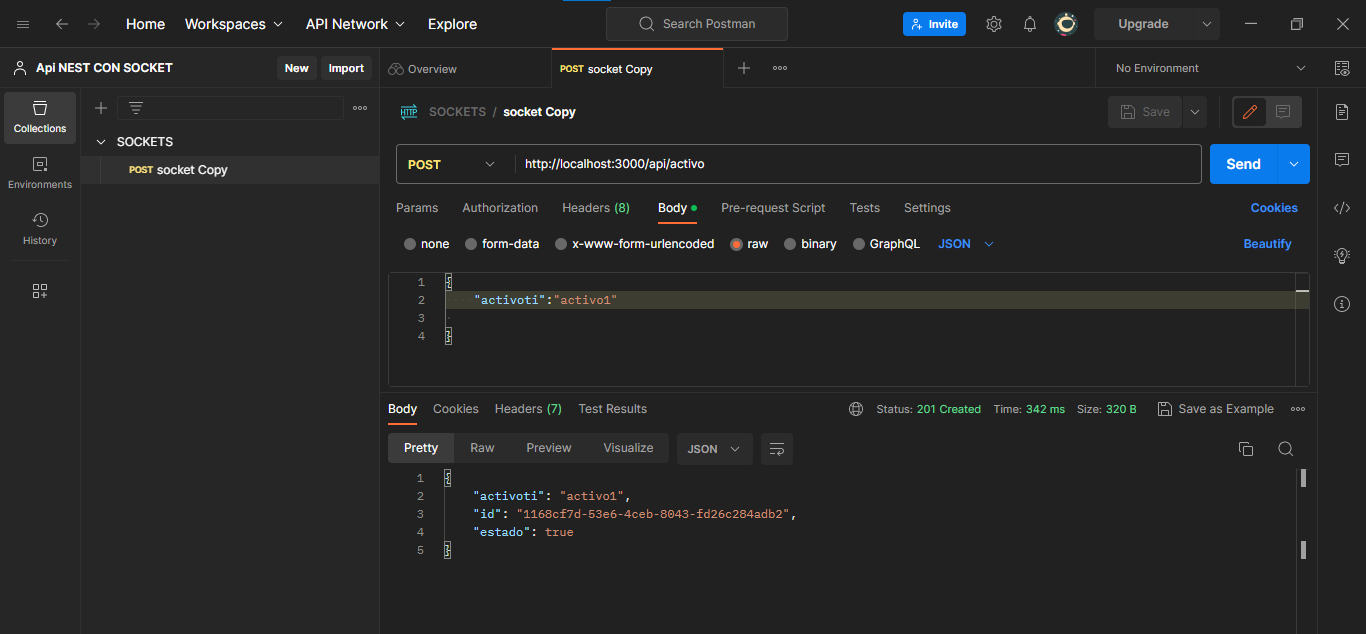 Home Workspaces API Network Explore Search Postman Invite Upgrade
Api NEST CON SOCKET New Import Overview POST socket Copy No Environment
Collections
Environments
History
SOCKETS
POST socket Copy
HTTP SOCKETS / socket Copy Save
POST http://localhost:3000/api/activo Send
Params Authorization Headers (8) Body Pre-request Script Tests Settings Cookies
none form-data x-www-form-urlencoded raw binary GraphQL JSON Beautify
1 {
2 "activoti":"activo1"
3
4 }
Body Cookies Headers (7) Test Results Status: 201 Created Time: 342 ms Size: 320 B Save as Example
Pretty Raw Preview Visualize JSON
1 {
2 "activoti": "activo1",
3 "id": "1168cf7d-53e6-4ceb-8043-fd26c284adb2",
4 "estado": true
5 }